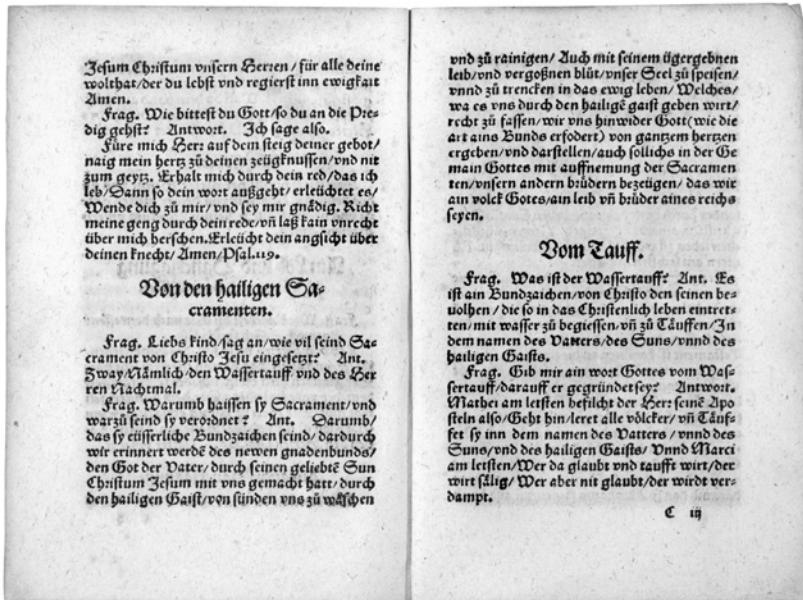 Jesum Christum vnsern Herren / für alle deine
wolthat / der du lebst vnd regierst inn ewigkait
Amen.
Frag. Wie bittest du Gott / so du an die Pre-
dig gehst? Antwort. Ich sage also.
Füre mich Herr auf dem steig deiner gebot /
naig mein hertz zů deinen zeügknussen / vnd nit
zum geytz. Erhalt mich durch dein red / das ich
leb / Dann so dein wort außgeht / erleüchtet es /
Wende dich zů mir / vnd sey mir gnådig. Richt
meine geng durch dein rede / vñ laß kain vnrecht
über mich herschen. Erleücht dein angsicht über
deinen knecht / Amen / Psal. 119.
Von den hailigen Sa-
cramenten.
Frag. Liebs kind / sag an / wie vil seind Sa-
crament von Christo Jesu eingesetzt? Ant.
Zway / Nämlich / den Wassertauff vnd des Her
ren Nachtmal.
Frag. Warumb haissen sy Sacrament / vnd
warzů seind sy verordnet? Ant. Darumb /
das sy eüsserliche Bundzaichen seind / dardurch
wir erinnert werdẽ des newen gnadenbunds /
den Got der Vater / durch seinen geliebtẽ Sun
Christum Jesum mit vns gemacht hatt / durch
den hailigen Gaist / von sünden vns zů wåschen
vnd zů rainigen / Auch mit seinem ügergebnen
leib / vnd vergoßnen blůt / vnser Seel zů speisen /
vnnd zů trencken in das ewig leben / Welches /
wa es vns durch den hailigẽ gaist geben wirt /
recht zů fassen / wir vns hinwider Gott (wie die
art ains Bunds erfodert) von gantzem hertzen
ergeben / vnd darstellen / auch sollichs in der Ge
main Gottes mit auffnemung der Sacramen
ten / vnsern andern brüdern bezeügen / das wir
ain volck Gotes / ain leib vñ brüder aines reichs
seyen.
Vom Tauff.
Frag. Was ist der Wassertauff? Ant. Es
ist ain Bundzaichen / von Christo den seinen be-
uolhen / die so in das Christenlich leben eintret-
ten / mit wasser zů begiessen / vñ zů Tåuffen / In
dem namen des Vatters / des Suns / vnnd des
hailigen Gaists.
Frag. Gib mir ain wort Gottes vom Was-
sertauff / darauff er gegründet sey? Antwort.
Mathei am letsten befilcht der Herr seinẽ Apo
steln also / Geht hin / leret alle völcker / vñ Tåuf-
fet sy inn dem namen des Vatters / vnnd des
Suns / vnd des hailigen Gaists / Vnnd Marci
am letsten / Wer da glaubt vnd taufft wirt / der
wirt sålig / Wer aber nit glaubt / der wirdt ver-
dampt.
C iij